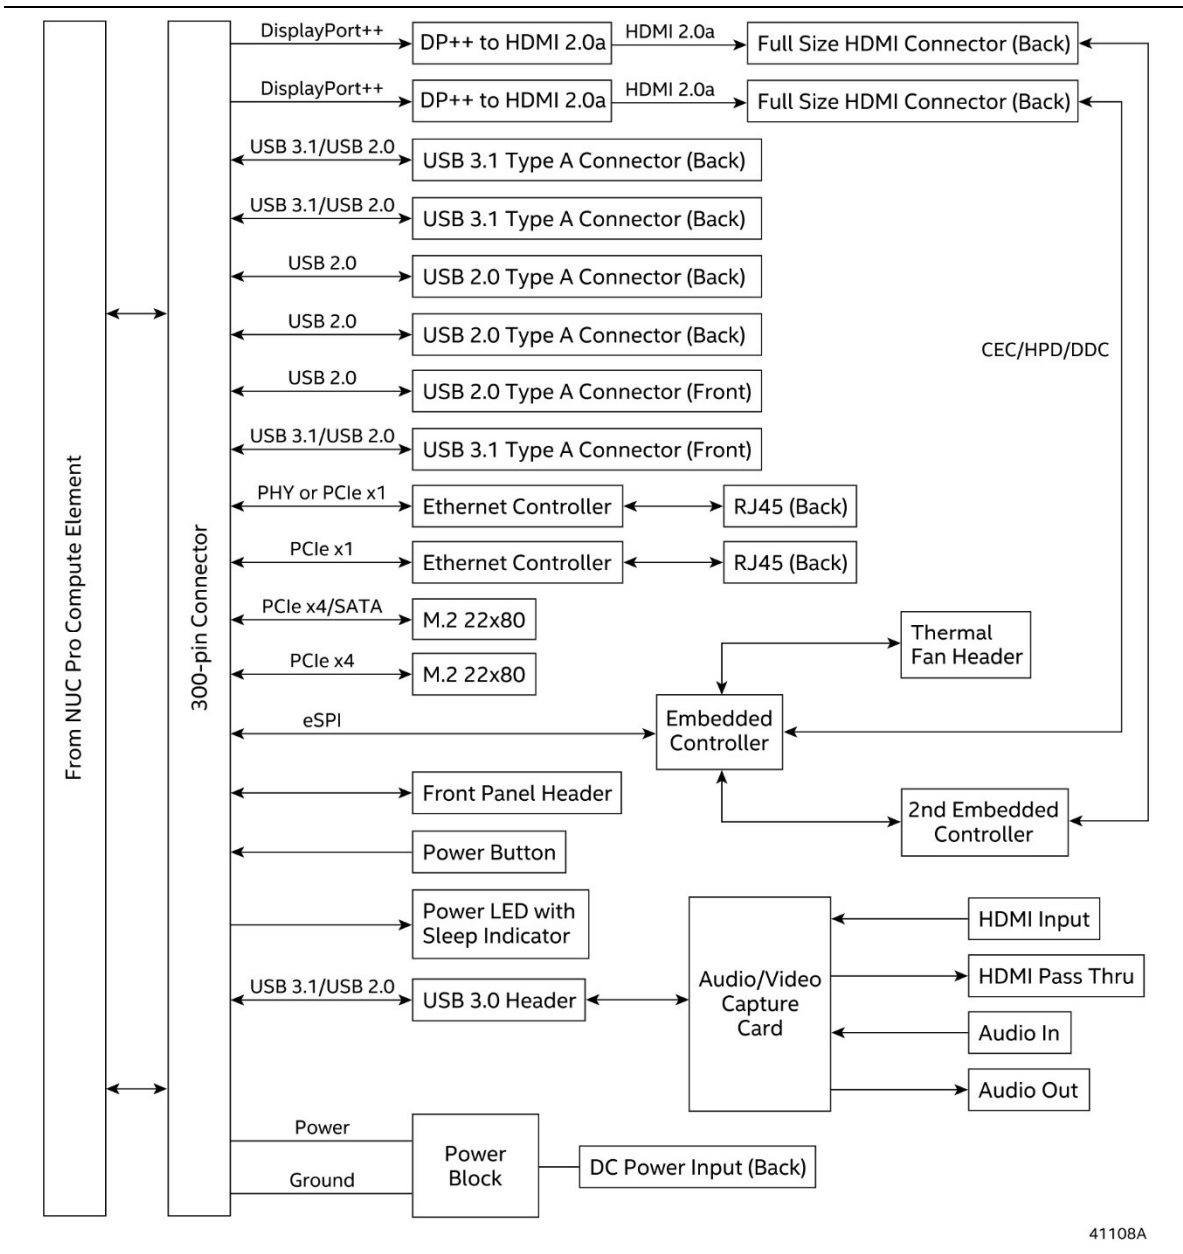 DisplayPort++
DP++ to HDMI 2.0a
HDMI 2.0a
Full Size HDMI Connector (Back)
DisplayPort++
DP++ to HDMI 2.0a
HDMI 2.0a
Full Size HDMI Connector (Back)
USB 3.1/USB 2.0
USB 3.1 Type A Connector (Back)
USB 3.1/USB 2.0
USB 3.1 Type A Connector (Back)
USB 2.0
USB 2.0 Type A Connector (Back)
USB 2.0
USB 2.0 Type A Connector (Back)
CEC/HPD/DDC
USB 2.0
USB 2.0 Type A Connector (Front)
USB 3.1/USB 2.0
USB 3.1 Type A Connector (Front)
From NUC Pro Compute Element
300-pin Connector
PHY or PCIe x1
Ethernet Controller
RJ45 (Back)
PCIe x1
Ethernet Controller
RJ45 (Back)
PCIe x4/SATA
M.2 22x80
Thermal
Fan Header
PCIe x4
M.2 22x80
eSPI
Embedded
Controller
Front Panel Header
2nd Embedded
Controller
Power Button
Power LED with
Sleep Indicator
USB 3.1/USB 2.0
USB 3.0 Header
Audio/Video
Capture
Card
HDMI Input
HDMI Pass Thru
Audio In
Audio Out
Power
Ground
Power
Block
DC Power Input (Back)
41108A